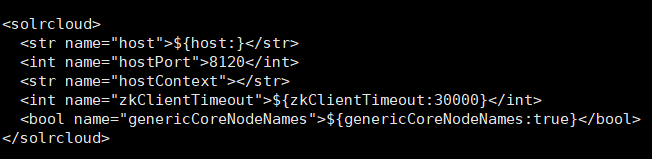 <solrcloud>
<str name="host">${host:}</str>
<int name="hostPort">8120</int>
<str name="hostContext"></str>
<int name="zkClientTimeout">${zkClientTimeout:30000}</int>
<bool name="genericCoreNodeNames">${genericCoreNodeNames:true}</bool>
</solrcloud>